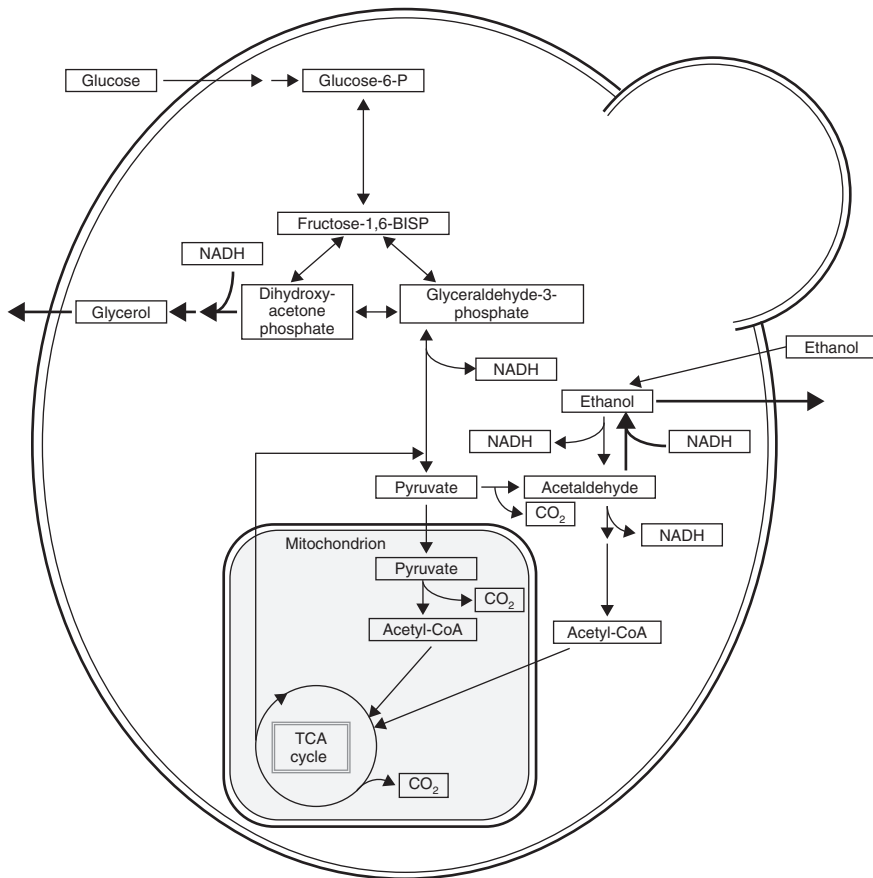 Glucose
Glucose-6-P
Fructose-1,6-BISP
NADH
Glycerol
Dihydroxy-
acetone
phosphate
Glyceraldehyde-3-
phosphate
NADH
Ethanol
Ethanol
NADH
NADH
Pyruvate
Acetaldehyde
CO₂
NADH
Mitochondrion
Pyruvate
CO₂
Acetyl-CoA
Acetyl-CoA
TCA
cycle
CO₂